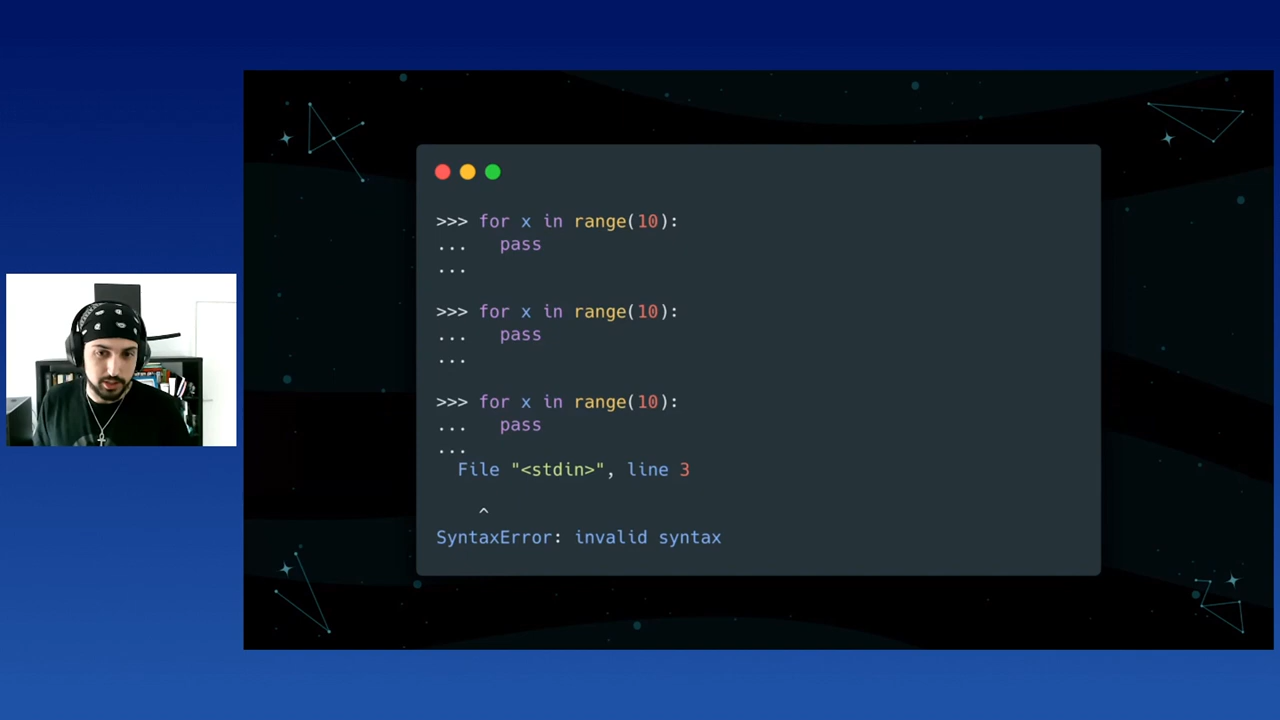 >>> for x in range(10):
...   pass
...
>>> for x in range(10):
...   pass
...
>>> for x in range(10):
...   pass
...
  File "<stdin>", line 3
    ^
SyntaxError: invalid syntax